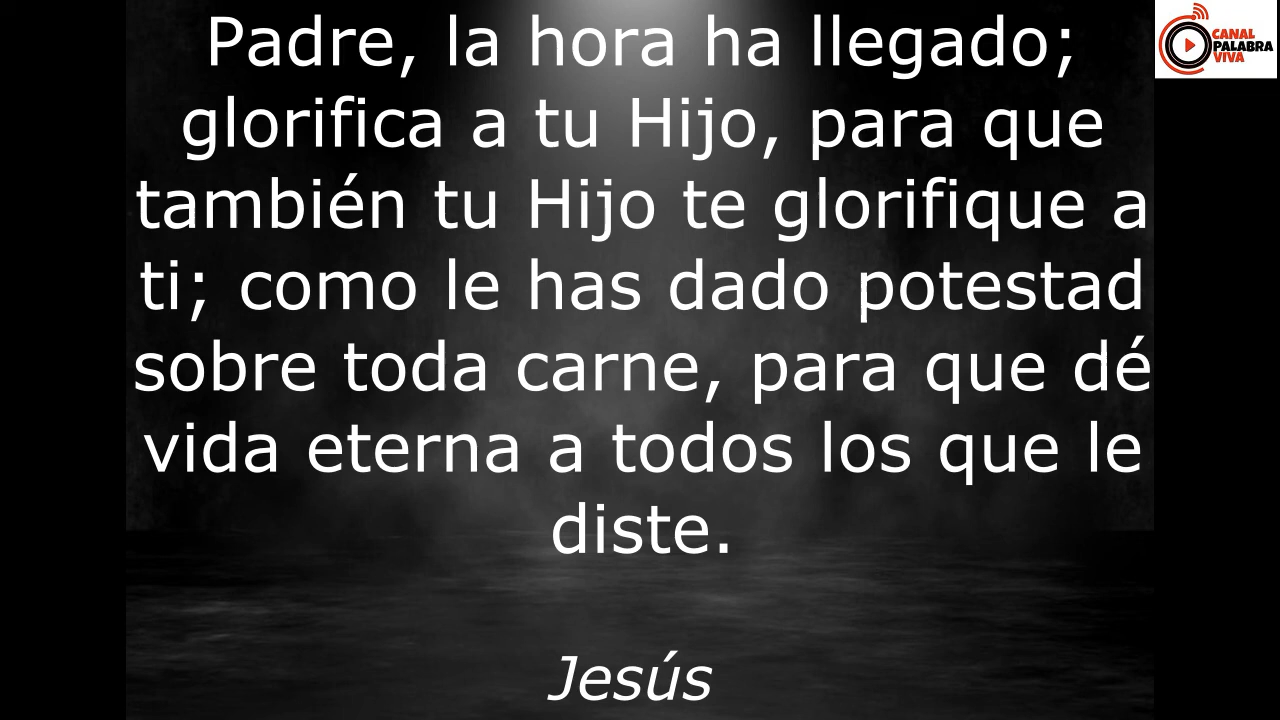 Padre, la hora ha llegado;
glorifica a tu Hijo, para que
también tu Hijo te glorifique a
ti; como le has dado potestad
sobre toda carne, para que dé
vida eterna a todos los que le
diste.
Jesús
CANAL
PALABRA
VIVA